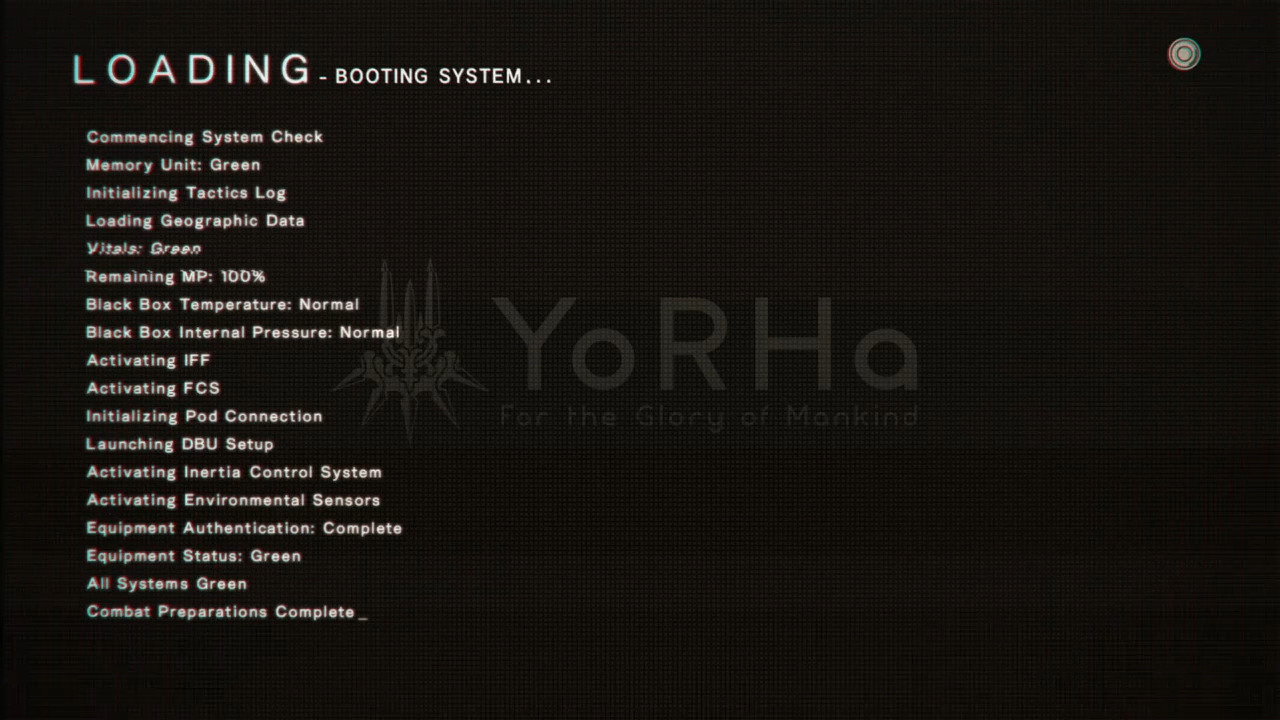 LOADING - BOOTING SYSTEM...
Commencing System Check
Memory Unit: Green
Initializing Tactics Log
Loading Geographic Data
Vitals: Green
Remaining MP: 100%
Black Box Temperature: Normal
Black Box Internal Pressure: Normal
Activating IFF
Activating FCS
Initializing Pod Connection
Launching DBU Setup
Activating Inertia Control System
Activating Environmental Sensors
Equipment Authentication: Complete
Equipment Status: Green
All Systems Green
Combat Preparations Complete_
YoRHa
For the Glory of Mankind